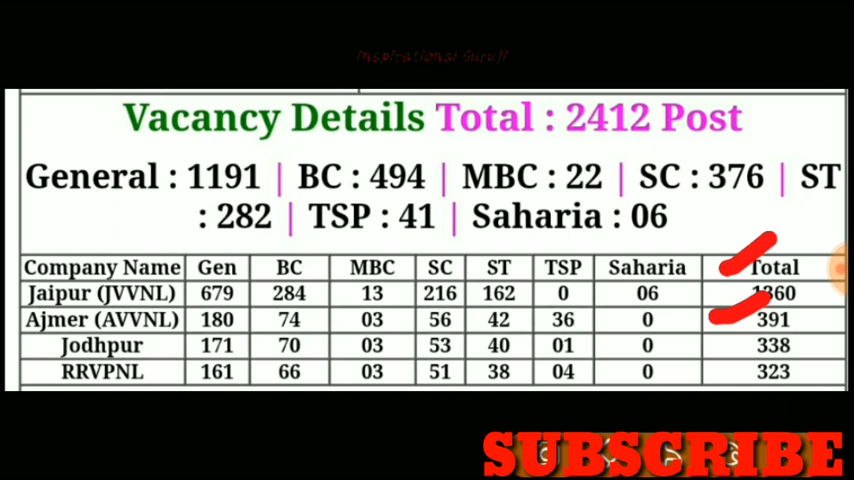 Inspirational Guruji
Vacancy Details Total : 2412 Post
General : 1191 | BC : 494 | MBC : 22 | SC : 376 | ST
: 282 | TSP : 41 | Saharia : 06
Company Name Gen BC MBC SC ST TSP Saharia Total
Jaipur (JVVNL) 679 284 13 216 162 0 06 1360
Ajmer (AVVNL) 180 74 03 56 42 36 0 391
Jodhpur 171 70 03 53 40 01 0 338
RRVPNL 161 66 03 51 38 04 0 323
SUBSCRIBE